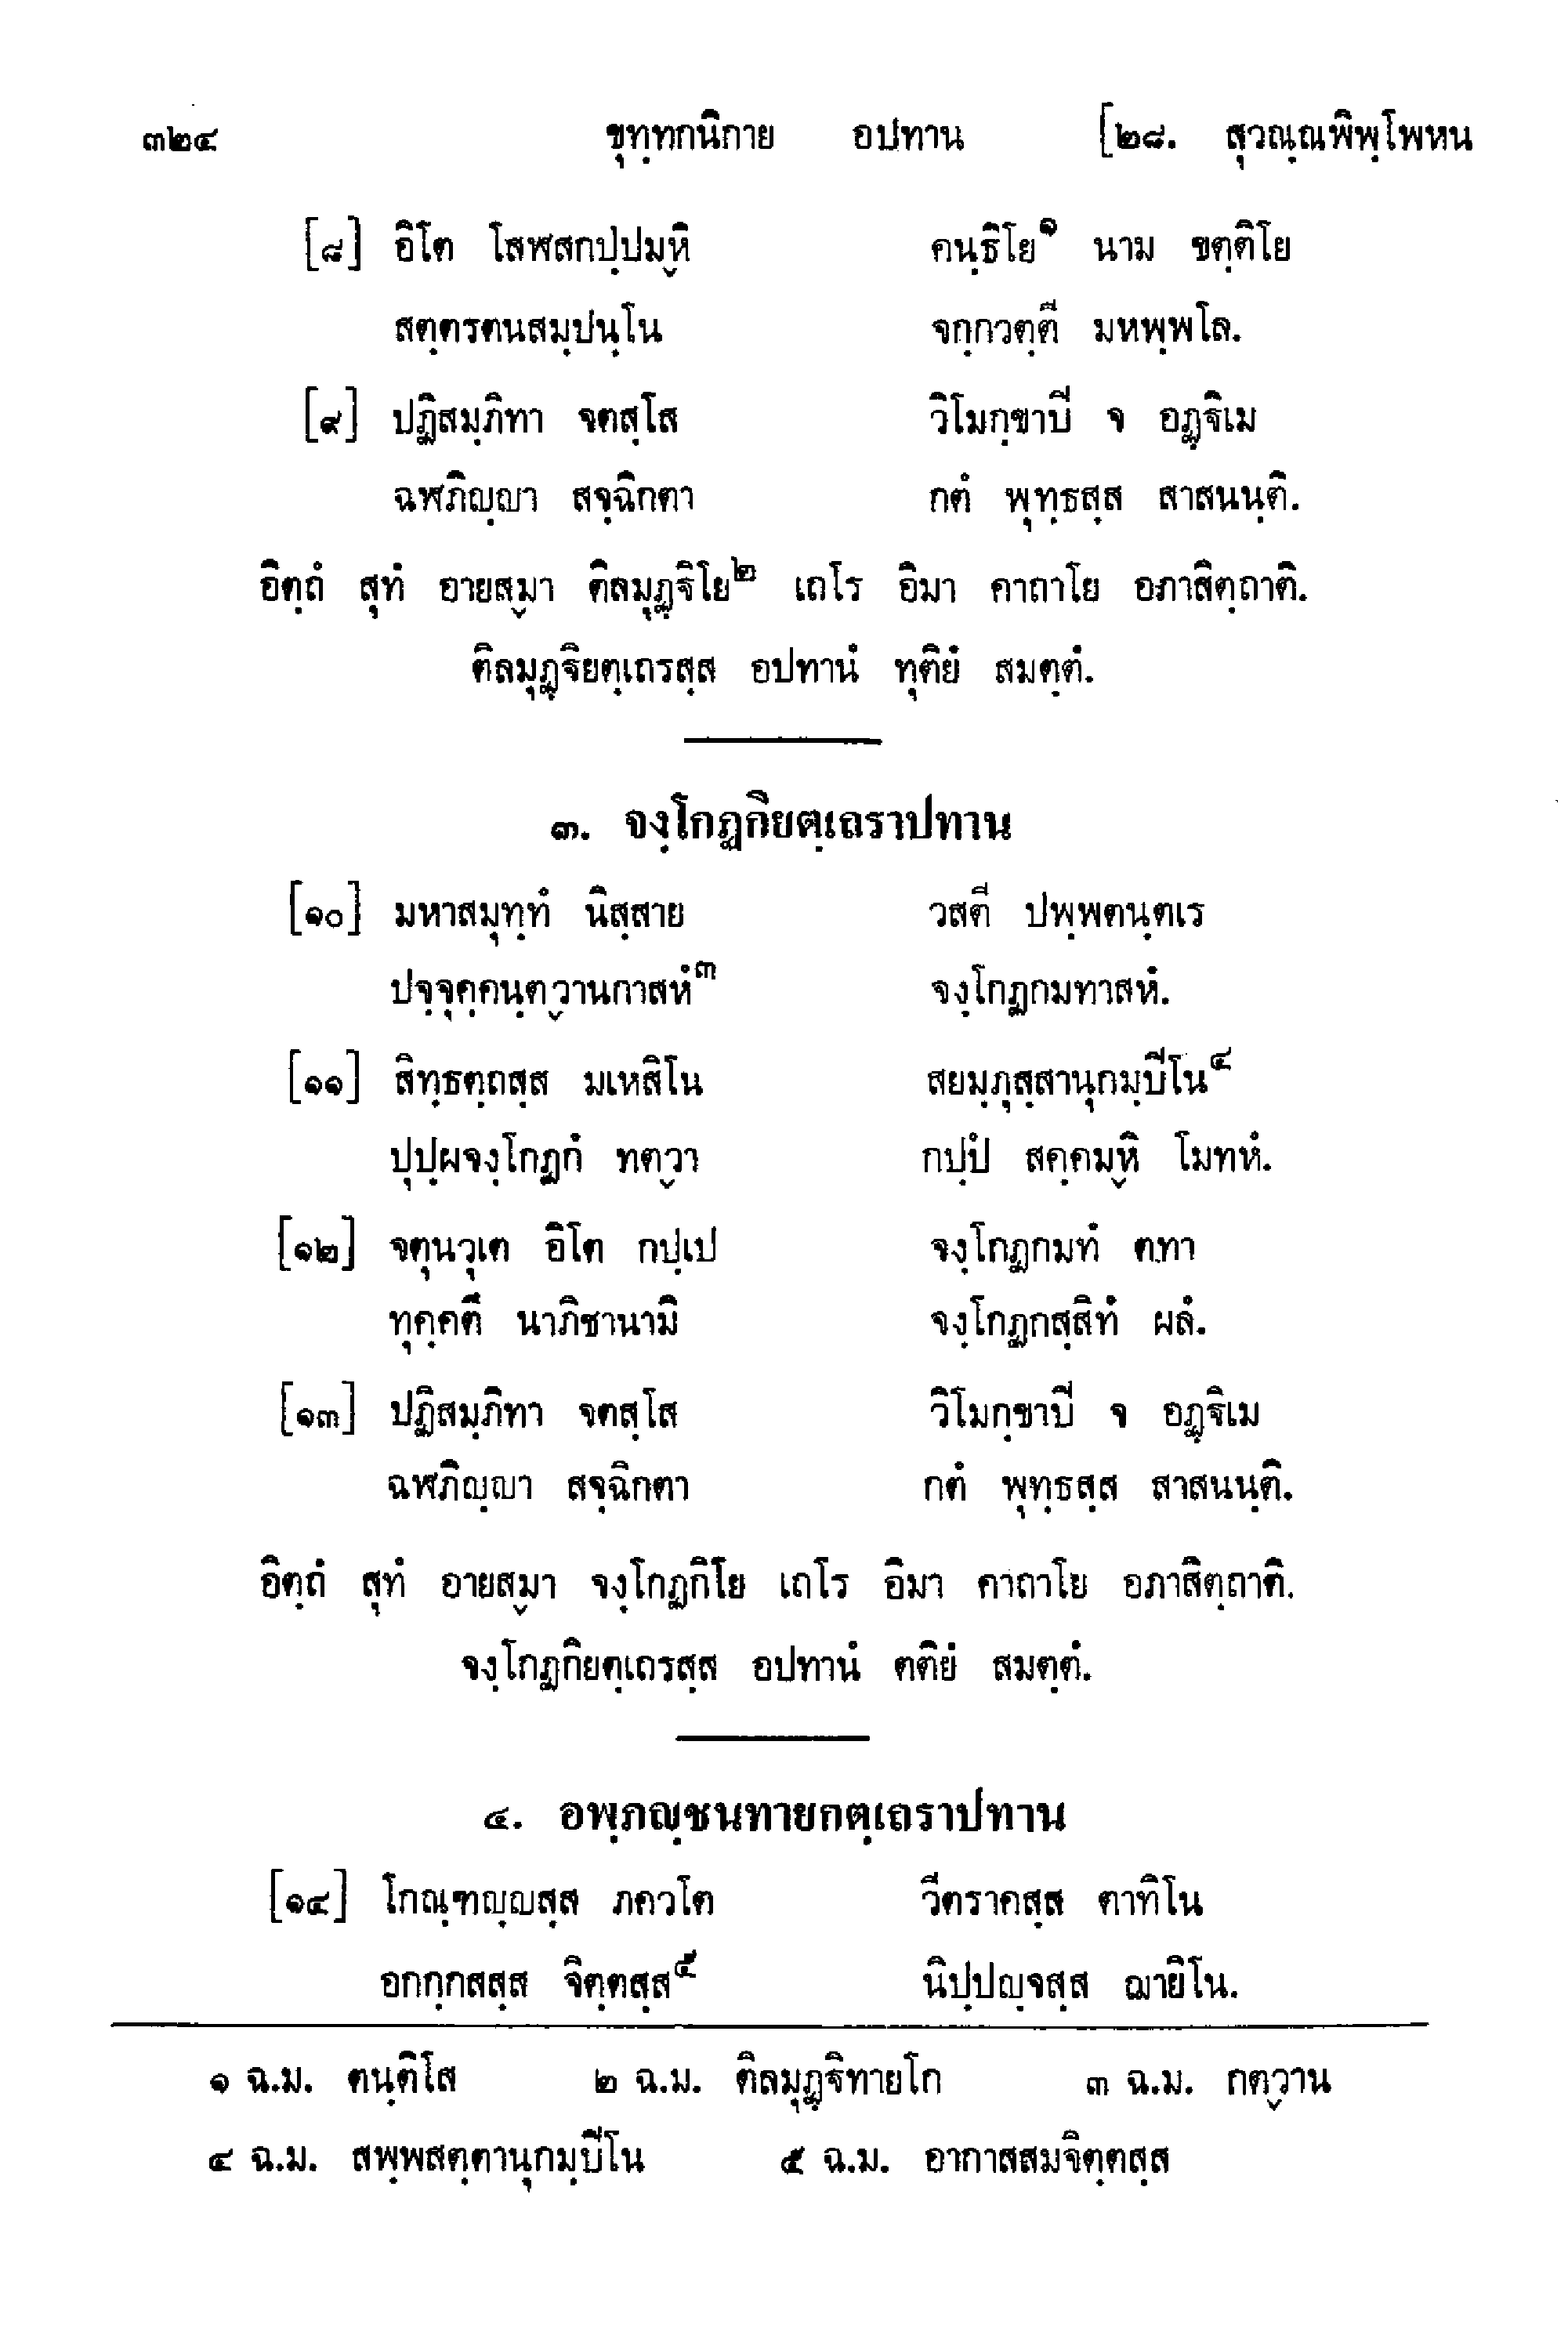 ๓๒๔ ขุทฺทกนิกาย อปทาน [๒๘. สุวณฺณพิพฺโพหน
[๘] อิโต โสฬสกปฺปมฺหิ คนฺธิโย๑ นาม ขตฺติโย
สตฺตรตนสมฺปนฺโน จกฺกวตฺตี มหพฺพโล.
[๙] ปฏิสมฺภิทา จตสฺโส วิโมกฺขาปี จ อฏฺฐิเม
ฉฬภิญฺญา สจฺฉิกตา กตํ พุทฺธสฺส สาสนนฺติ.
อิตฺถํ สุทํ อายสฺมา ติลมุฏฺฐิโย๒ เถโร อิมา คาถาโย อภาสิตฺถาติ.
ติลมุฏฺฐิยตฺเถรสฺส อปทานํ ทุติยํ สมตฺตํ.
๓. จงฺโกฏกิยตฺเถราปทาน
[๑๐] มหาสมุทฺทํ นิสฺสาย วสตี ปพฺพตนฺตเร
ปจฺจุคฺคนฺตฺวานกาสหํ๓ จงฺโกฏกมทาสหํ.
[๑๑] สิทฺธตฺถสฺส มเหสิโน สยมฺภุสฺสานุกมฺปีโน๔
ปุปฺผจงฺโกฏกํ ทตฺวา กปฺปํ สคฺคมฺหิ โมทหํ.
[๑๒] จตุนวุเต อิโต กปฺเป จงฺโกฏกมทํ ตทา
ทุคฺคตึ นาภิชานามิ จงฺโกฏกสฺสิทํ ผลํ.
[๑๓] ปฏิสมฺภิทา จตสฺโส วิโมกฺขาปี จ อฏฺฐิเม
ฉฬภิญฺญา สจฺฉิกตา กตํ พุทฺธสฺส สาสนนฺติ.
อิตฺถํ สุทํ อายสฺมา จงฺโกฏกิโย เถโร อิมา คาถาโย อภาสิตฺถาติ.
จงฺโกฏกิยตฺเถรสฺส อปทานํ ตติยํ สมตฺตํ.
๔. อพฺภญฺชนทายกตฺเถราปทาน
[๑๔] โกณฺฑญฺญสฺส ภควโต วีตราคสฺส ตาทิโน
อกกฺกสสฺส จิตฺตสฺส๕ นิปฺปญฺจสฺส ฌายิโน.
๑ ฉ.ม. ตนฺติโส ๒ ฉ.ม. ติลมุฏฺฐิทายโก ๓ ฉ.ม. กตฺวาน
๔ ฉ.ม. สพฺพสตฺตานุกมฺปีโน ๕ ฉ.ม. อากาสสมจิตฺตสฺส